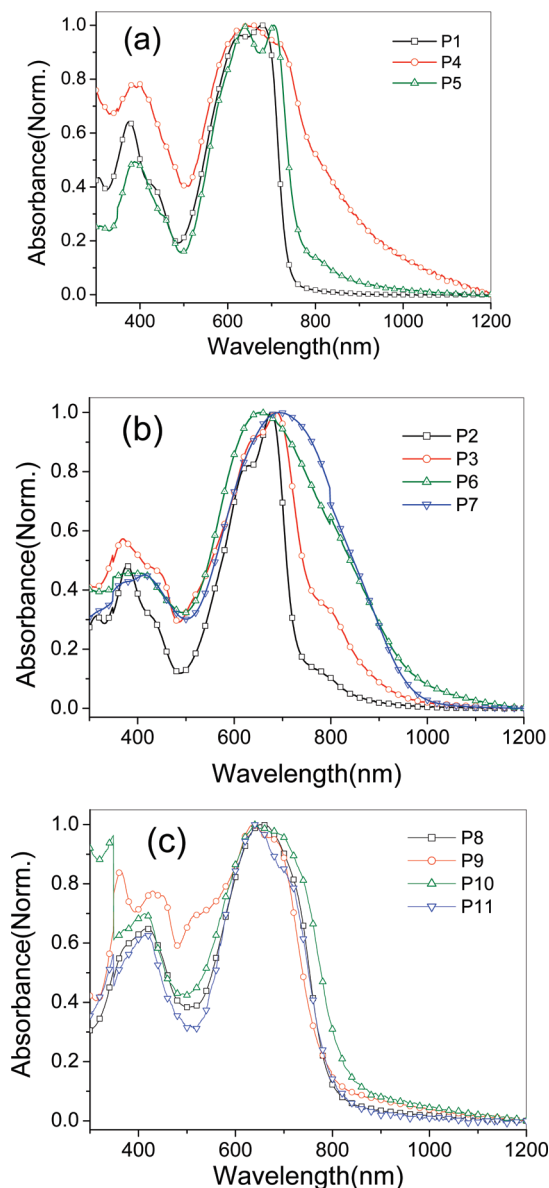 (a)
P1
P4
P5
Absorbance(Norm.)
1.0
0.8
0.6
0.4
0.2
0.0
400 600 800 1000 1200
Wavelength(nm)
(b)
P2
P3
P6
P7
Absorbance(Norm.)
1.0
0.8
0.6
0.4
0.2
0.0
400 600 800 1000 1200
Wavelength(nm)
(c)
P8
P9
P10
P11
Absorbance(Norm.)
1.0
0.8
0.6
0.4
0.2
0.0
400 600 800 1000 1200
Wavelength(nm)